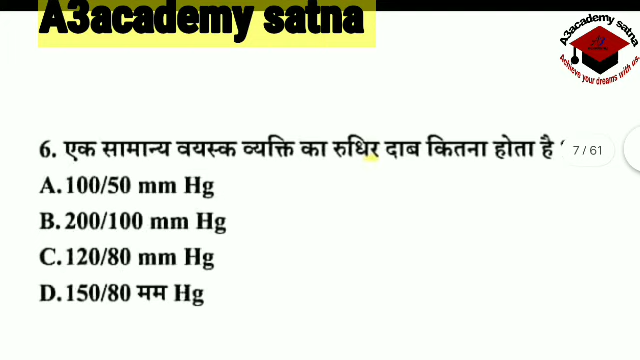 A3academy satna
A3academy satna
Achieve your dreams with us.
6. एक सामान्य वयस्क व्यक्ति का रुधिर दाब कितना होता है ?
7 / 61
A. 100/50 mm Hg
B. 200/100 mm Hg
C. 120/80 mm Hg
D. 150/80 मम Hg